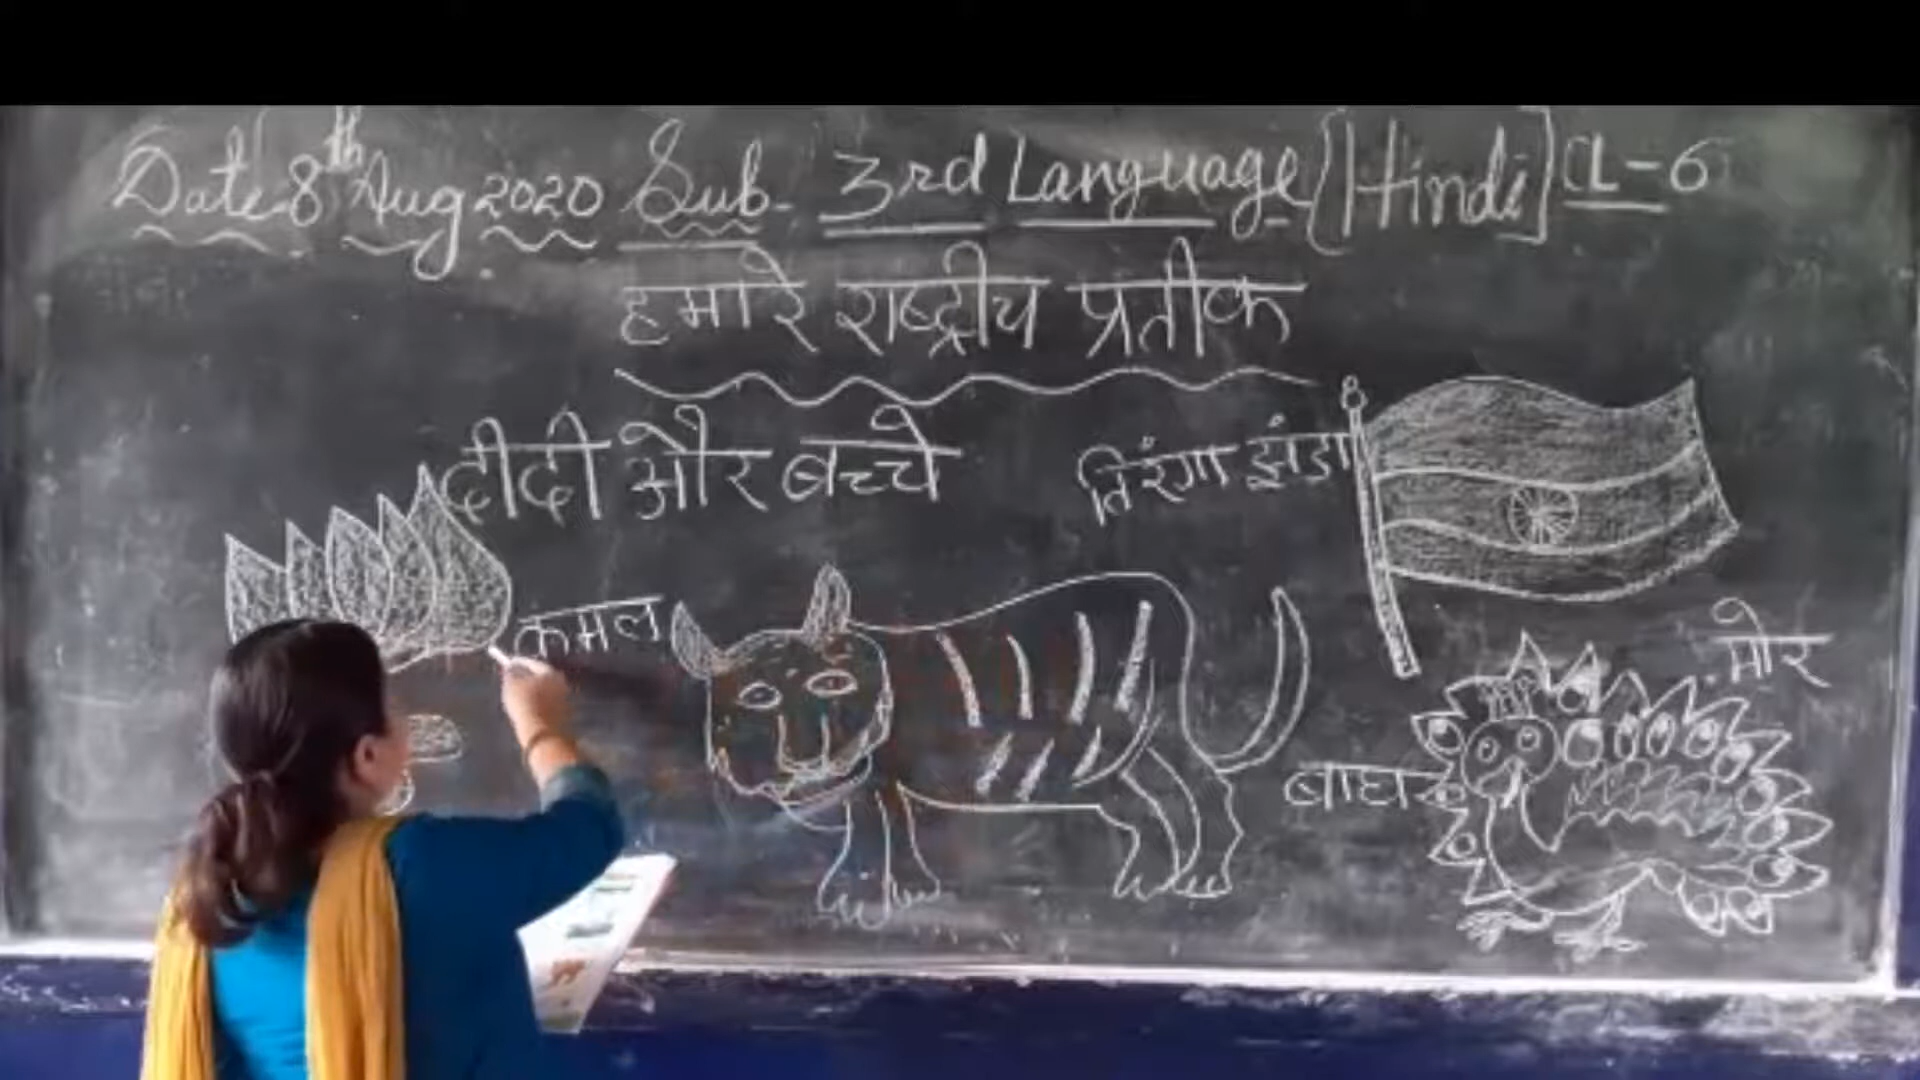 Date 8th Aug 2020 Sub- 3rd Language [Hindi] CL-6
हमारे राष्ट्रीय प्रतीक
दीदी और बच्चे
तिरंगा झंडा
कमल
मोर
बाघ